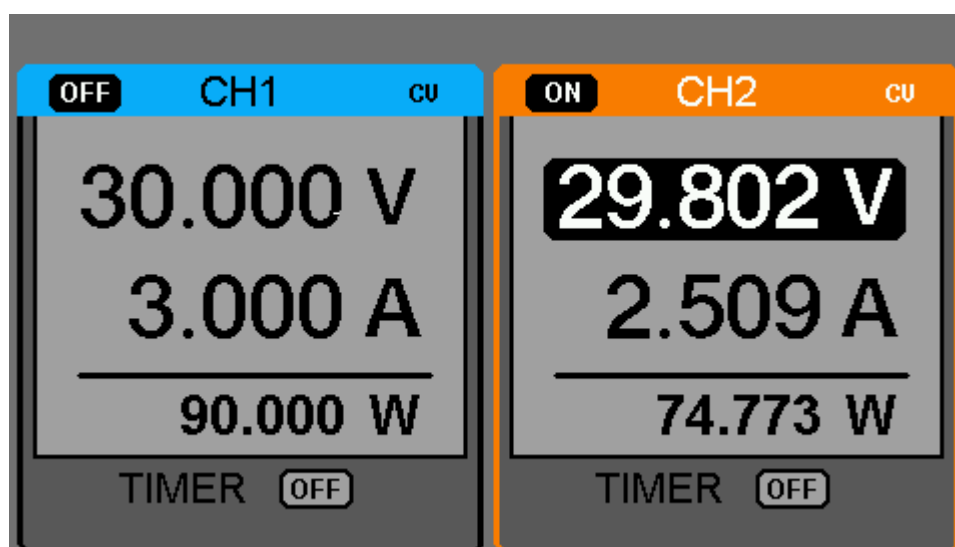 OFF CH1 CV
30.000 V
3.000 A
90.000 W
TIMER OFF
ON CH2 CV
29.802 V
2.509 A
74.773 W
TIMER OFF